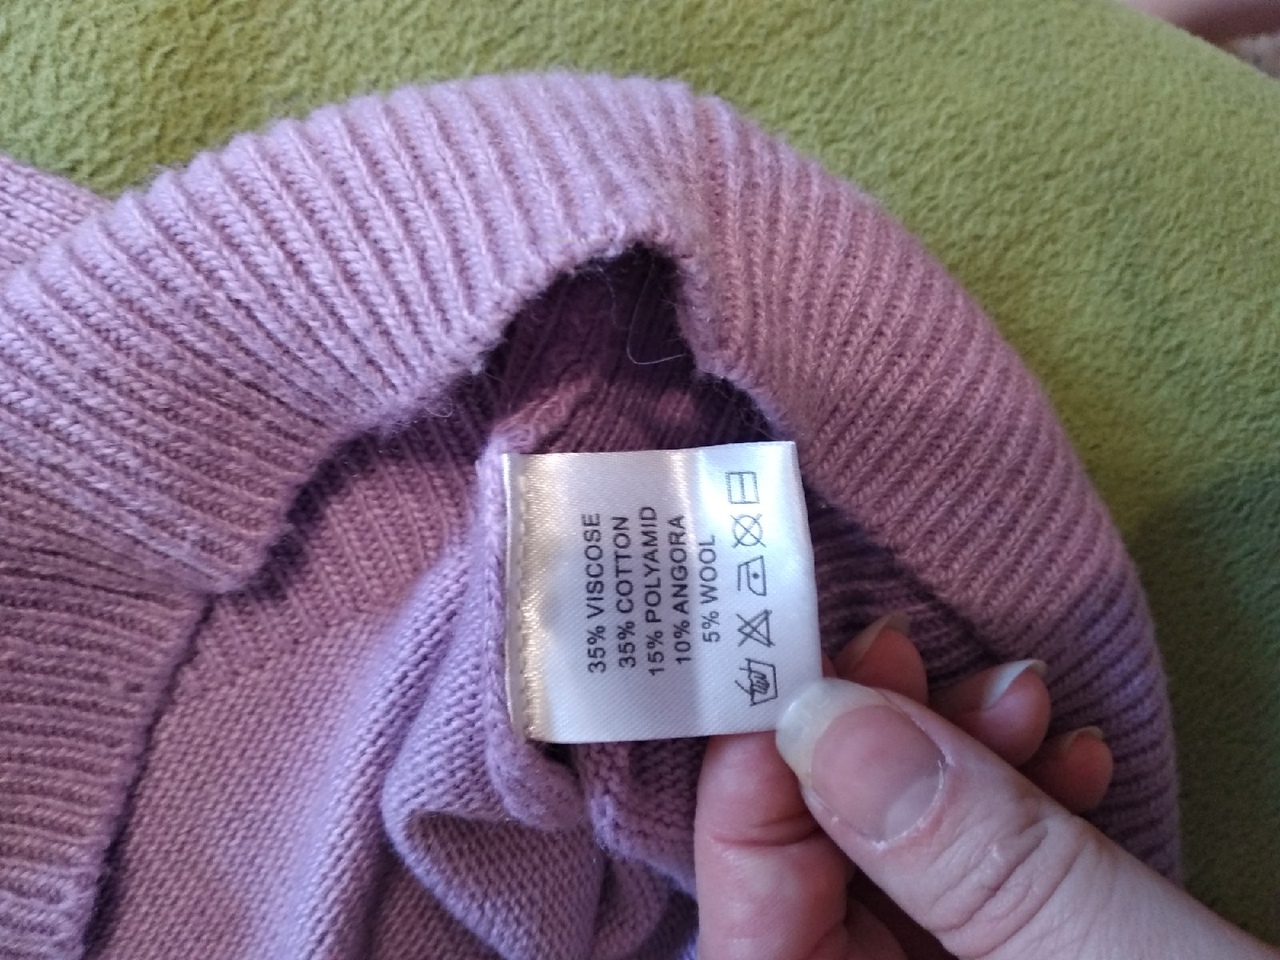 35% VISCOSE
35% COTTON
15% POLYAMID
10% ANGORA
5% WOOL